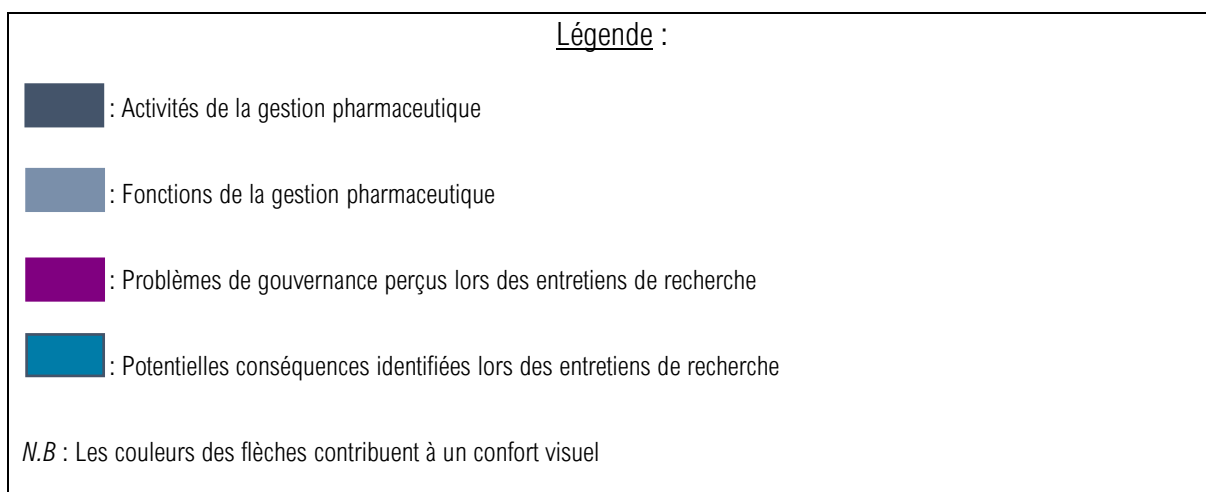 Légende :
: Activités de la gestion pharmaceutique
: Fonctions de la gestion pharmaceutique
: Problèmes de gouvernance perçus lors des entretiens de recherche
: Potentielles conséquences identifiées lors des entretiens de recherche
N.B : Les couleurs des flèches contribuent à un confort visuel